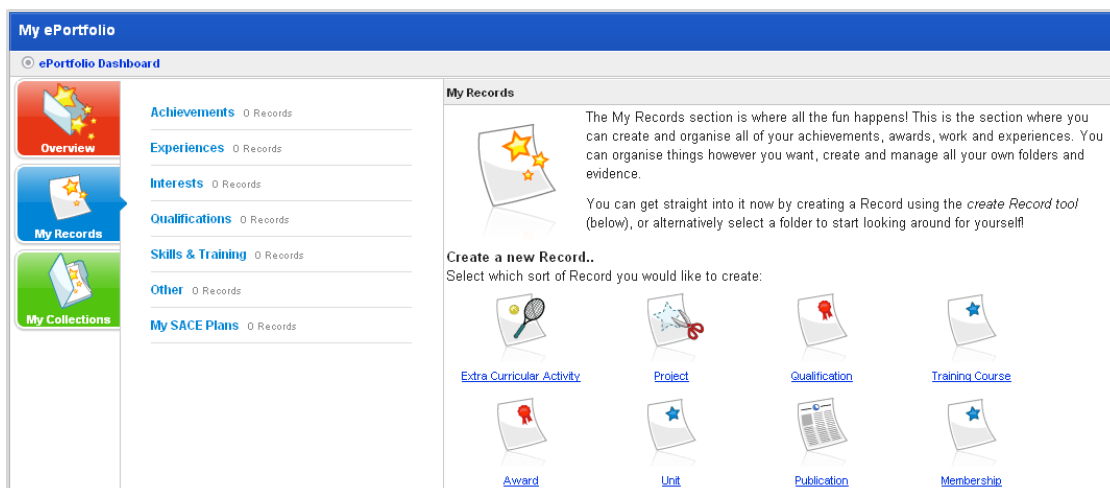 My ePortfolio
ePortfolio Dashboard
Overview
My Records
My Collections
Achievements 0 Records
Experiences 0 Records
Interests 0 Records
Qualifications 0 Records
Skills & Training 0 Records
Other 0 Records
My SACE Plans 0 Records
My Records
The My Records section is where all the fun happens! This is the section where you
can create and organise all of your achievements, awards, work and experiences. You
can organise things however you want, create and manage all your own folders and
evidence.
You can get straight into it now by creating a Record using the create Record tool
(below), or alternatively select a folder to start looking around for yourself!
Create a new Record..
Select which sort of Record you would like to create:
Extra Curricular Activity Project Qualification Training Course
Award Unit Publication Membership